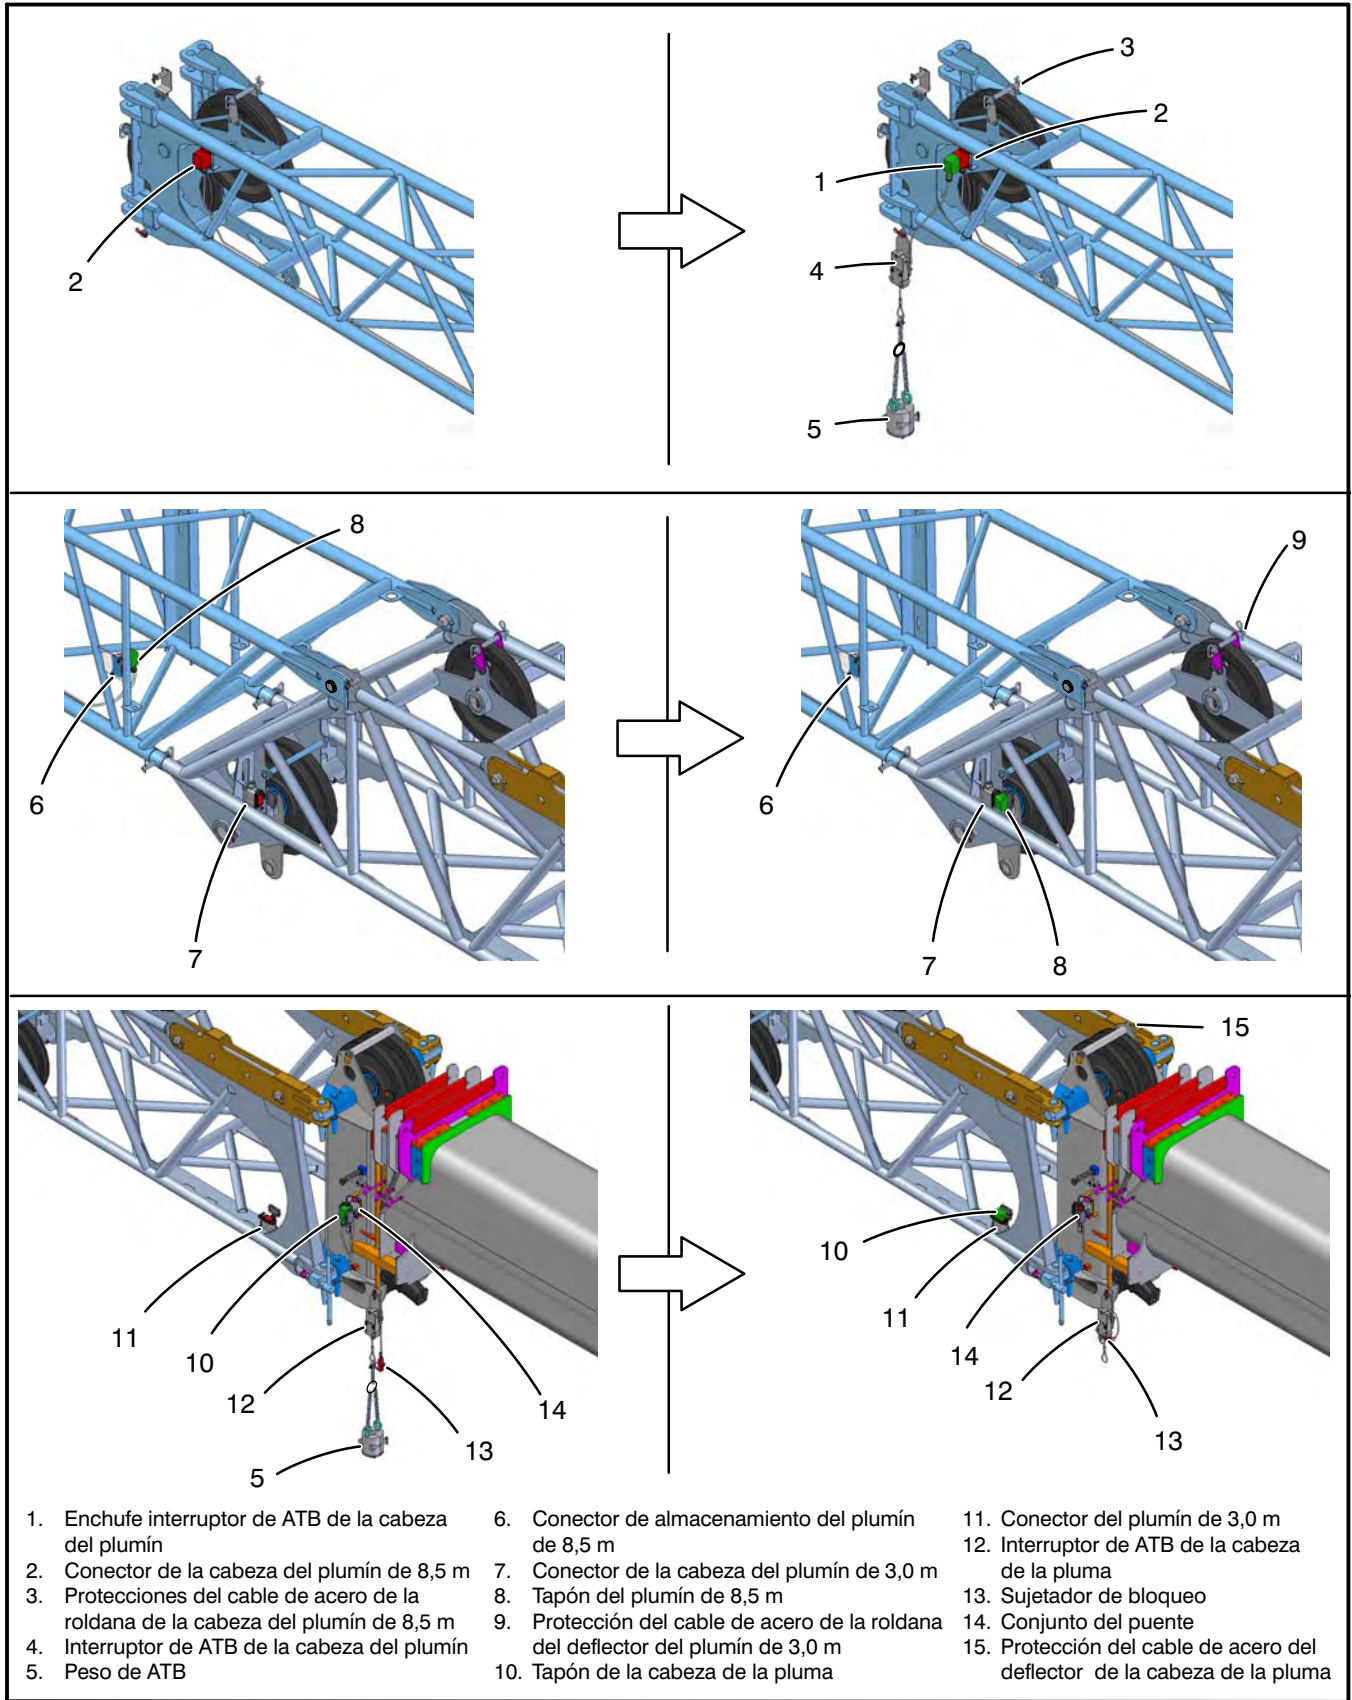 3
2
1
2
4
5
8
9
6
6
7
7
8
15
10
11
11
10
14
12
14
12
13
13
5
1. Enchufe interruptor de ATB de la cabeza
del plumín
2. Conector de la cabeza del plumín de 8,5 m
3. Protecciones del cable de acero de la
roldana de la cabeza del plumín de 8,5 m
4. Interruptor de ATB de la cabeza del plumín
5. Peso de ATB
6. Conector de almacenamiento del plumín
de 8,5 m
7. Conector de la cabeza del plumín de 3,0 m
8. Tapón del plumín de 8,5 m
9. Protección del cable de acero de la roldana
del deflector del plumín de 3,0 m
10. Tapón de la cabeza de la pluma
11. Conector del plumín de 3,0 m
12. Interruptor de ATB de la cabeza
de la pluma
13. Sujetador de bloqueo
14. Conjunto del puente
15. Protección del cable de acero del
deflector de la cabeza de la pluma